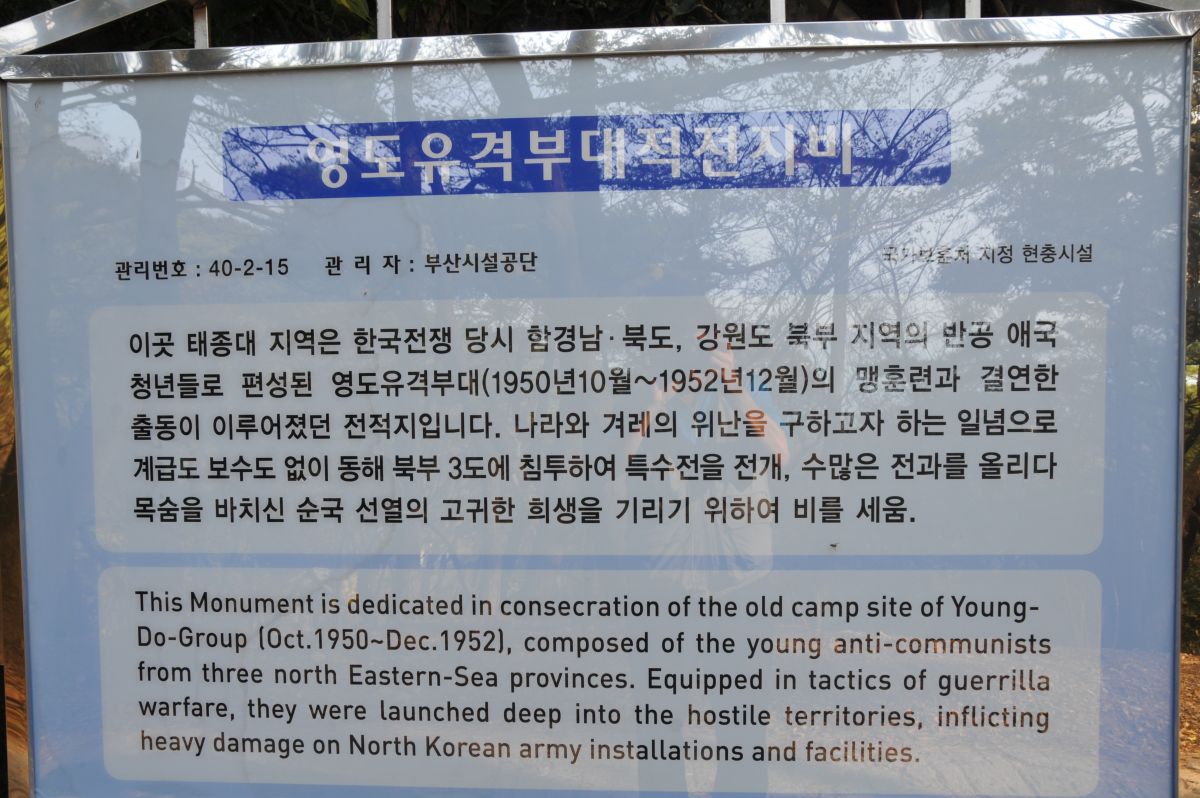 영도유격부대적전지비
관리번호 : 40-2-15 관 리 자 : 부산시설공단 국가보훈처 지정 현충시설
이곳 태종대 지역은 한국전쟁 당시 함경남·북도, 강원도 북부 지역의 반공 애국
청년들로 편성된 영도유격부대(1950년10월~1952년12월)의 맹훈련과 결연한
출동이 이루어졌던 전적지입니다. 나라와 겨레의 위난을 구하고자 하는 일념으로
계급도 보수도 없이 동해 북부 3도에 침투하여 특수전을 전개, 수많은 전과를 올리다
목숨을 바치신 순국 선열의 고귀한 희생을 기리기 위하여 비를 세움.
This Monument is dedicated in consecration of the old camp site of Young-
Do-Group (Oct.1950~Dec.1952), composed of the young anti-communists
from three north Eastern-Sea provinces. Equipped in tactics of guerrilla
warfare, they were launched deep into the hostile territories, inflicting
heavy damage on North Korean army installations and facilities.